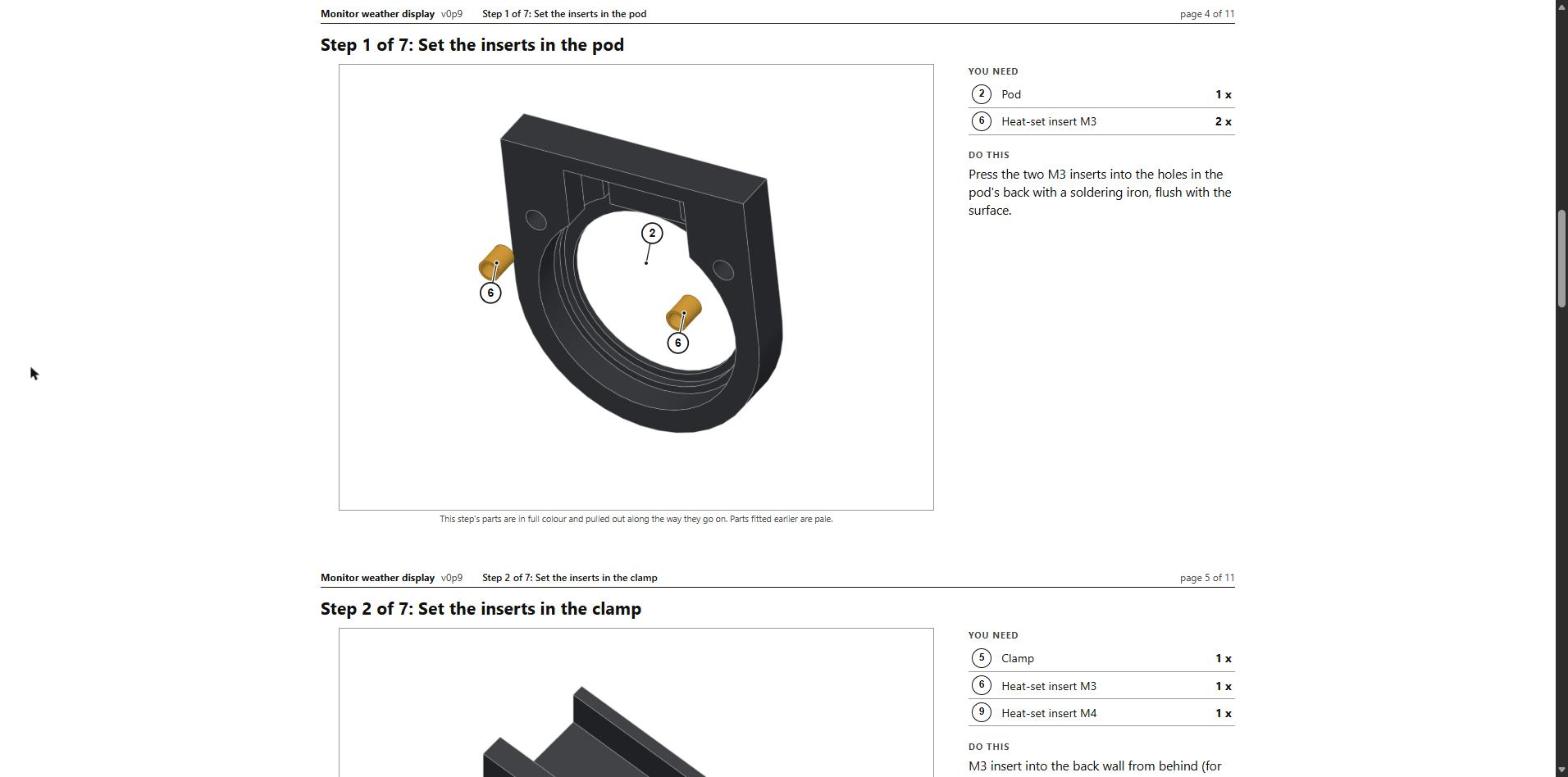 Monitor weather display v0p9 Step 1 of 7: Set the inserts in the pod page 4 of 11
Step 1 of 7: Set the inserts in the pod
2
6
6
This step's parts are in full colour and pulled out along the way they go on. Parts fitted earlier are pale.
YOU NEED
2 Pod 1 x
6 Heat-set insert M3 2 x
DO THIS
Press the two M3 inserts into the holes in the
pod's back with a soldering iron, flush with the
surface.
Monitor weather display v0p9 Step 2 of 7: Set the inserts in the clamp page 5 of 11
Step 2 of 7: Set the inserts in the clamp
YOU NEED
5 Clamp 1 x
6 Heat-set insert M3 1 x
9 Heat-set insert M4 1 x
DO THIS
M3 insert into the back wall from behind (for